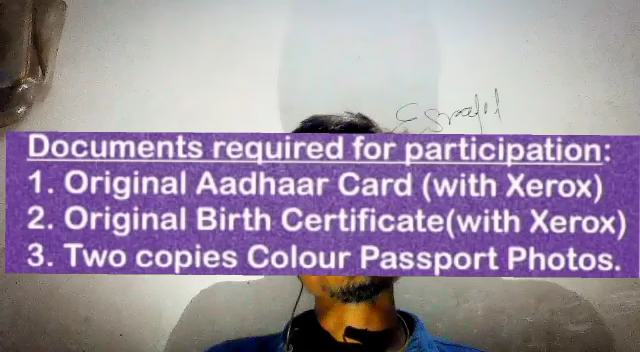 Esrafil
Documents required for participation:
1. Original Aadhaar Card (with Xerox)
2. Original Birth Certificate(with Xerox)
3. Two copies Colour Passport Photos.